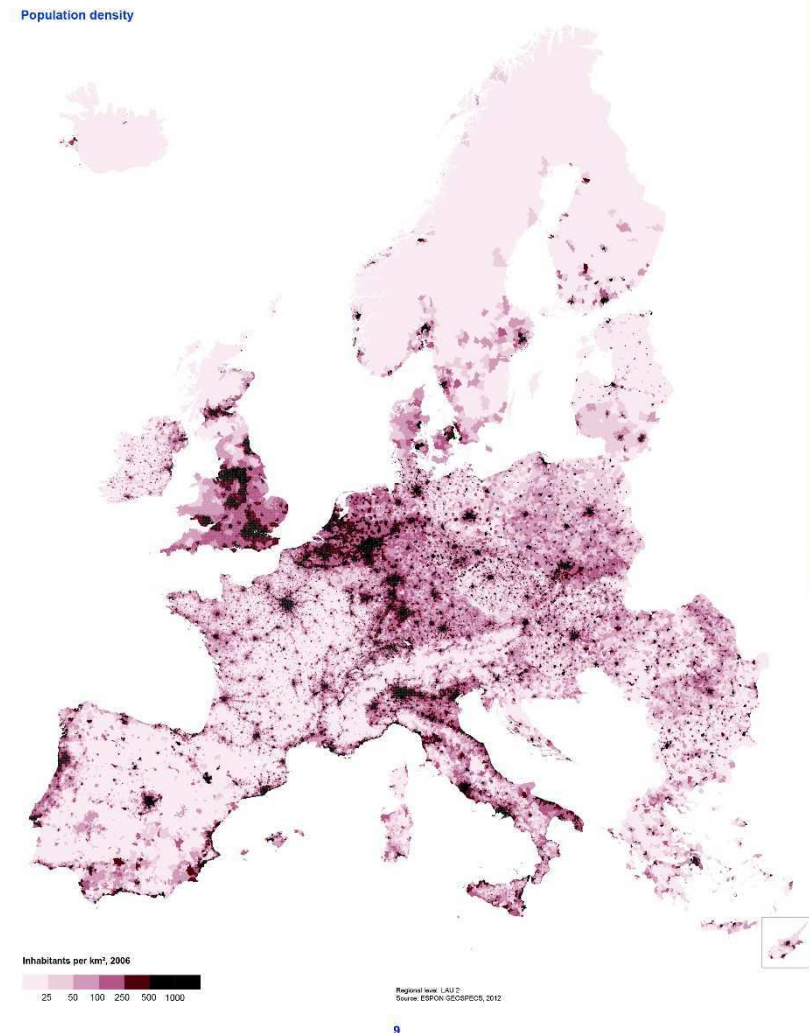 Population density
Inhabitants per km², 2006
25 50 100 250 500 1000
Regional level: LAU 2
Source: ESPON GEOSPECS, 2012
9